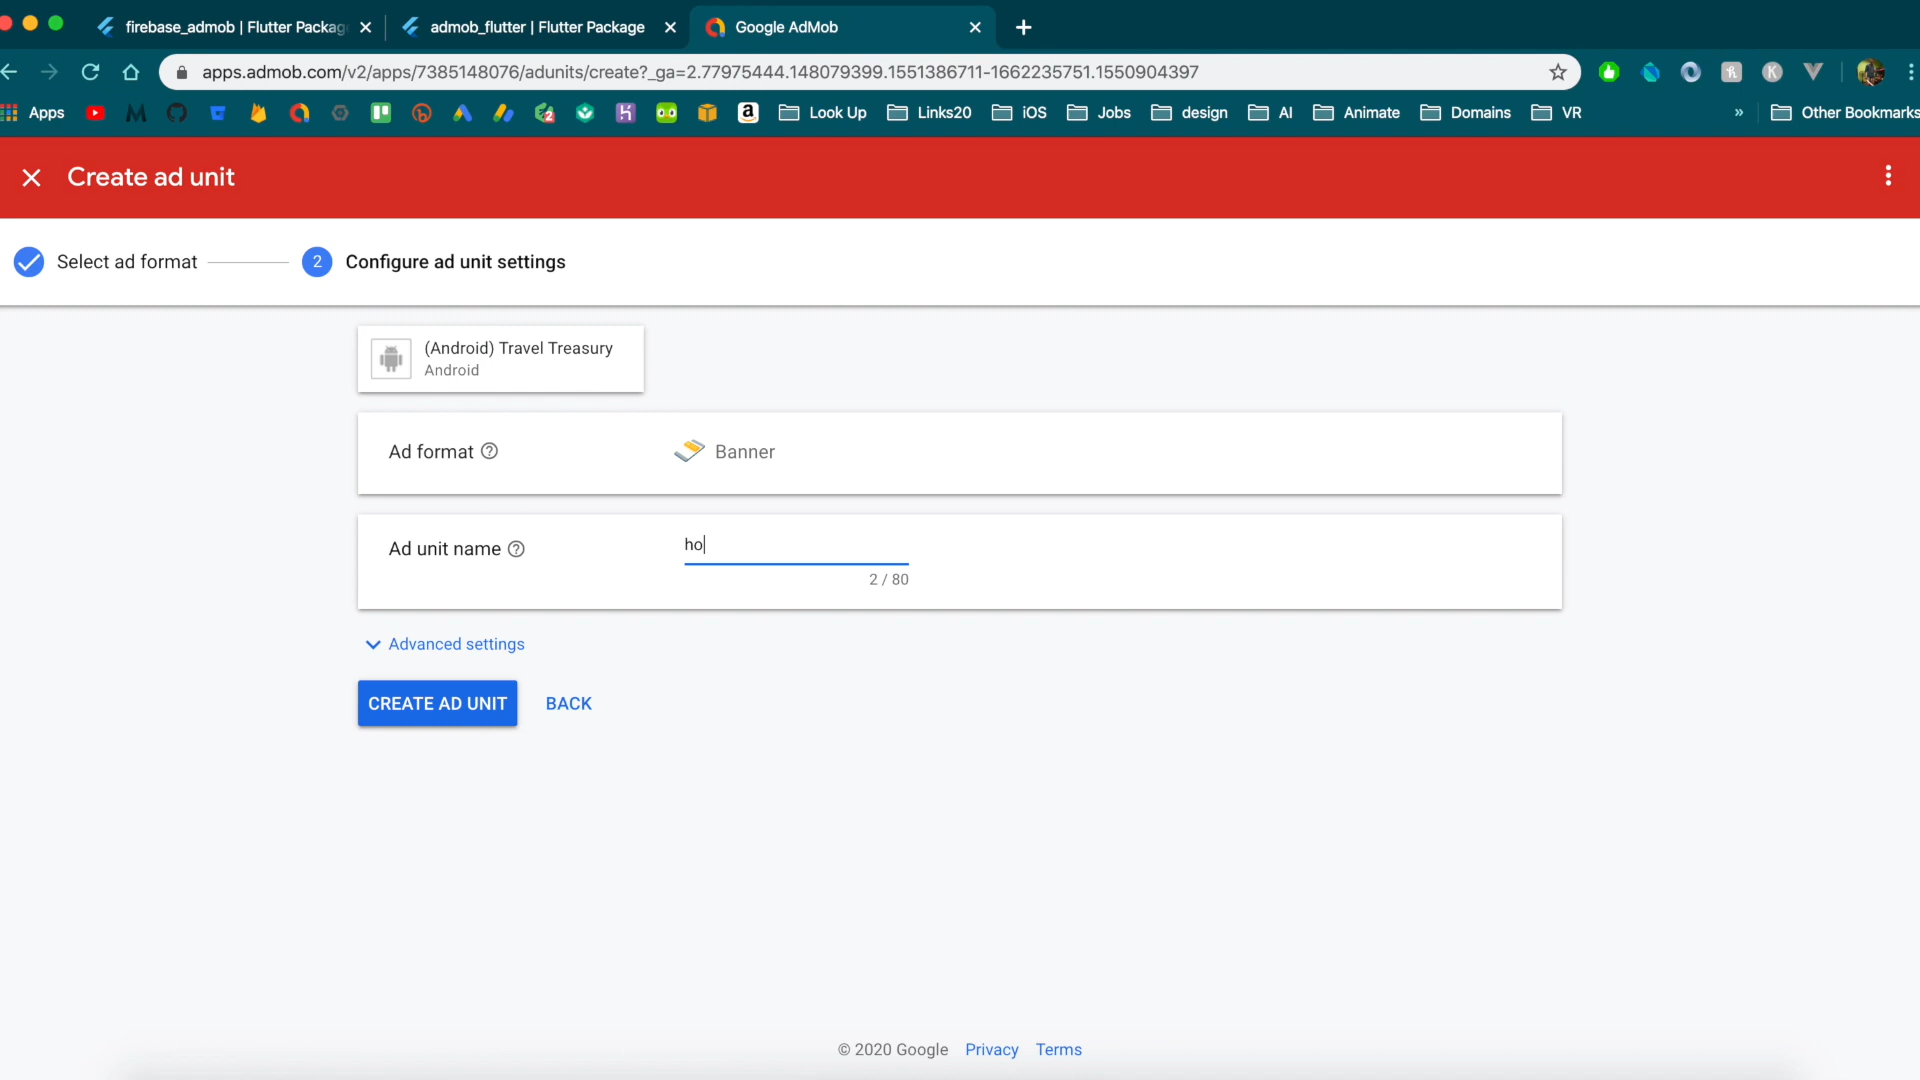 firebase_admob | Flutter Packag
admob_flutter | Flutter Package
Google AdMob
apps.admob.com/v2/apps/7385148076/adunits/create?_ga=2.77975444.148079399.1551386711-1662235751.1550904397
Apps
Look Up
Links20
iOS
Jobs
design
AI
Animate
Domains
VR
»
Other Bookmarks
Create ad unit
Select ad format
2
Configure ad unit settings
(Android) Travel Treasury
Android
Ad format
Banner
Ad unit name
ho
2 / 80
Advanced settings
CREATE AD UNIT
BACK
© 2020 Google
Privacy
Terms